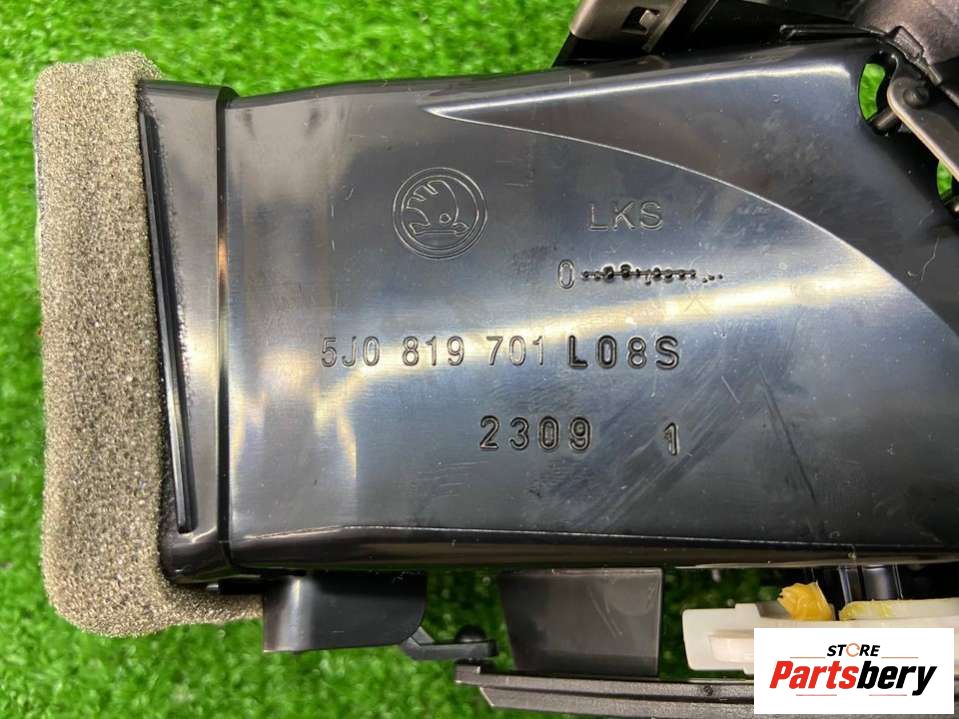 LKS
5J0 819 701 L08S
2309 1
STORE
Partsbery